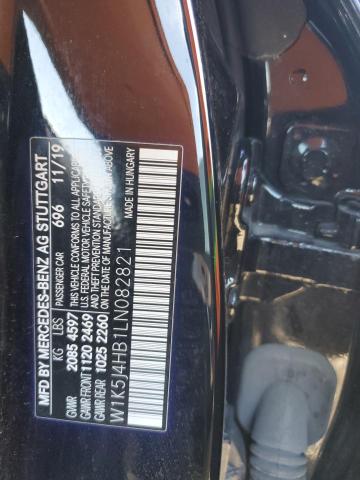 MFD BY MERCEDES-BENZ AG STUTTGART
PASSENGER CAR 696 11/19
KG LBS
GVWR 2085 4597
GAWR FRONT 1120 2469
GAWR REAR 1025 2260
MADE IN HUNGARY
W1K5J4HB1LN082821